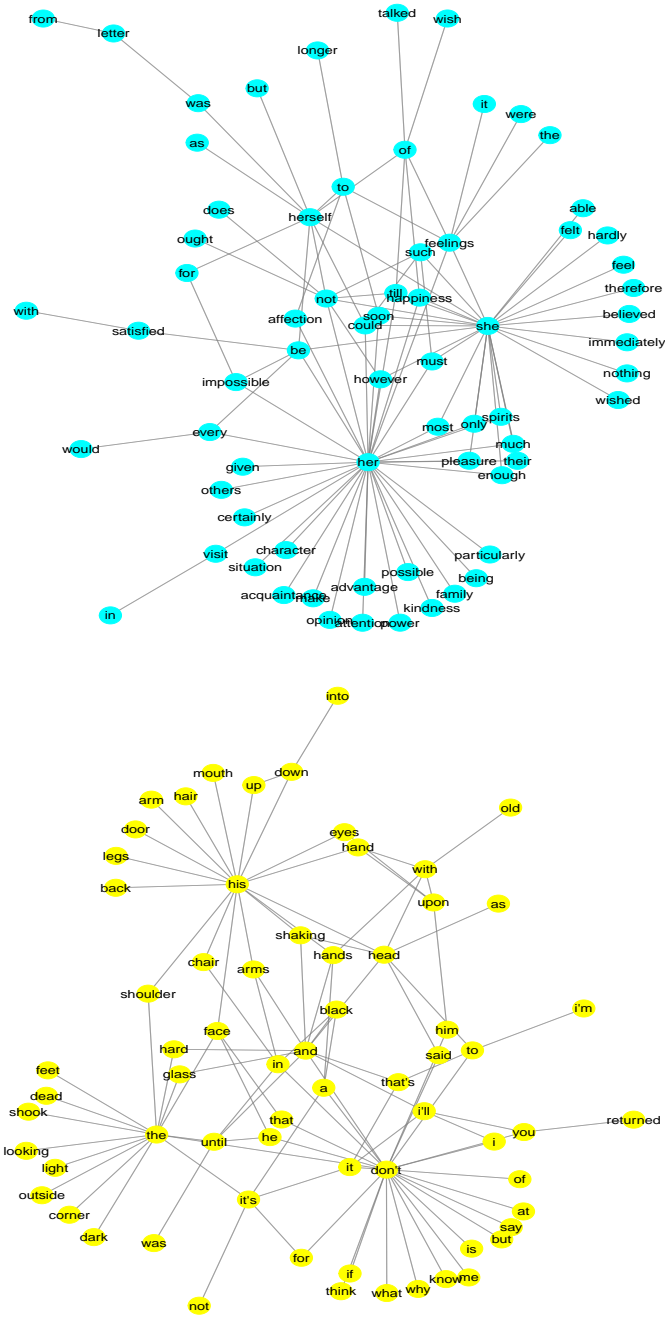 from
letter
talked
wish
longer
but
was
it
were
the
as
of
to
does
herself
able
felt
hardly
ought
such
feelings
for
feel
not
till
happiness
therefore
with
affection
soon
could
she
believed
satisfied
be
must
immediately
impossible
however
nothing
wished
every
most
only
spirits
would
much
given
her
pleasure
their
enough
others
certainly
visit
character
particularly
situation
possible
being
acquaintance
make
advantage
family
in
opinion
attention
power
kindness
into
mouth
up
down
arm
hair
old
door
eyes
hand
legs
with
back
his
upon
as
shaking
head
chair
arms
hands
shoulder
black
i'm
face
him
hard
and
said
to
feet
glass
in
that's
dead
a
shook
that
i'll
returned
the
until
he
you
i
looking
light
it
don't
of
outside
it's
at
corner
say
dark
was
but
for
is
if
know
me
think
what
why
not